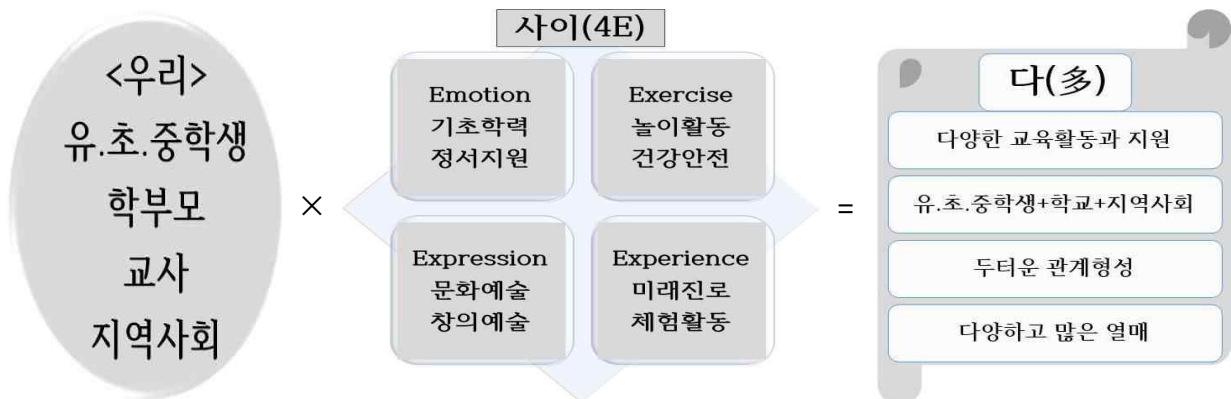 <우리>
유.초.중학생
학부모
교사
지역사회
×
사이(4E)
Emotion
기초학력
정서지원
Exercise
놀이활동
건강안전
Expression
문화예술
창의예술
Experience
미래진로
체험활동
=
다(多)
다양한 교육활동과 지원
유.초.중학생+학교+지역사회
두터운 관계형성
다양하고 많은 열매